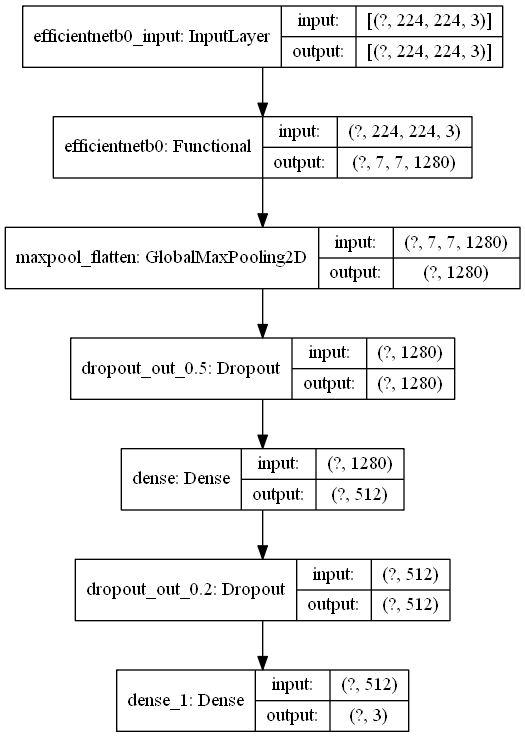 efficientnetb0_input: InputLayer
input:
[(?, 224, 224, 3)]
output:
[(?, 224, 224, 3)]
efficientnetb0: Functional
input:
(?, 224, 224, 3)
output:
(?, 7, 7, 1280)
maxpool_flatten: GlobalMaxPooling2D
input:
(?, 7, 7, 1280)
output:
(?, 1280)
dropout_out_0.5: Dropout
input:
(?, 1280)
output:
(?, 1280)
dense: Dense
input:
(?, 1280)
output:
(?, 512)
dropout_out_0.2: Dropout
input:
(?, 512)
output:
(?, 512)
dense_1: Dense
input:
(?, 512)
output:
(?, 3)